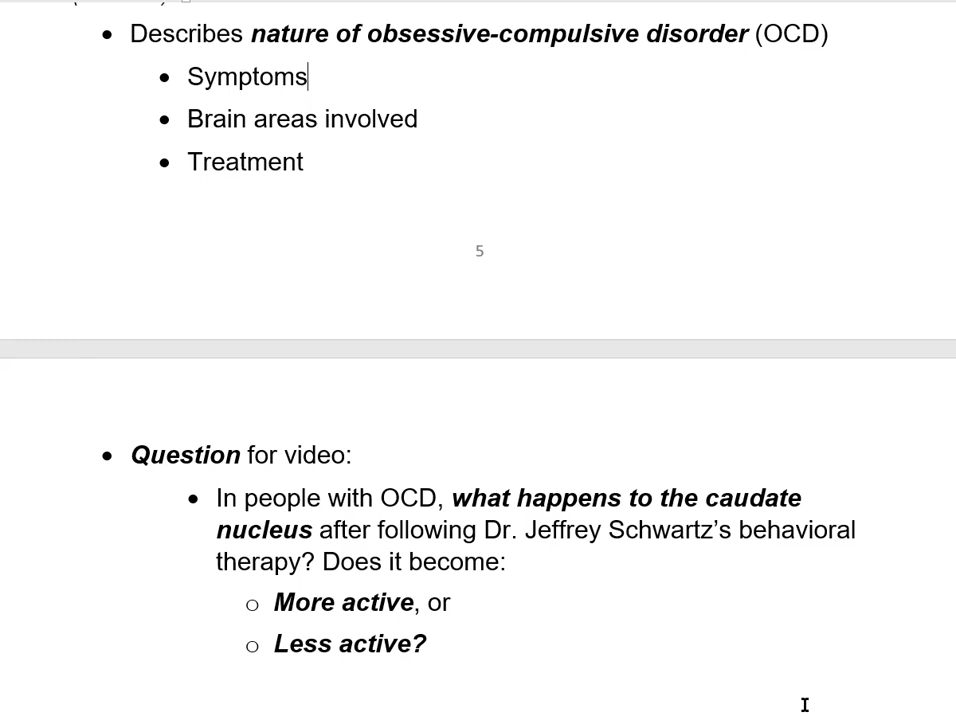 • Describes nature of obsessive-compulsive disorder (OCD)
• Symptoms
• Brain areas involved
• Treatment
5
• Question for video:
• In people with OCD, what happens to the caudate
nucleus after following Dr. Jeffrey Schwartz’s behavioral
therapy? Does it become:
o More active, or
o Less active?